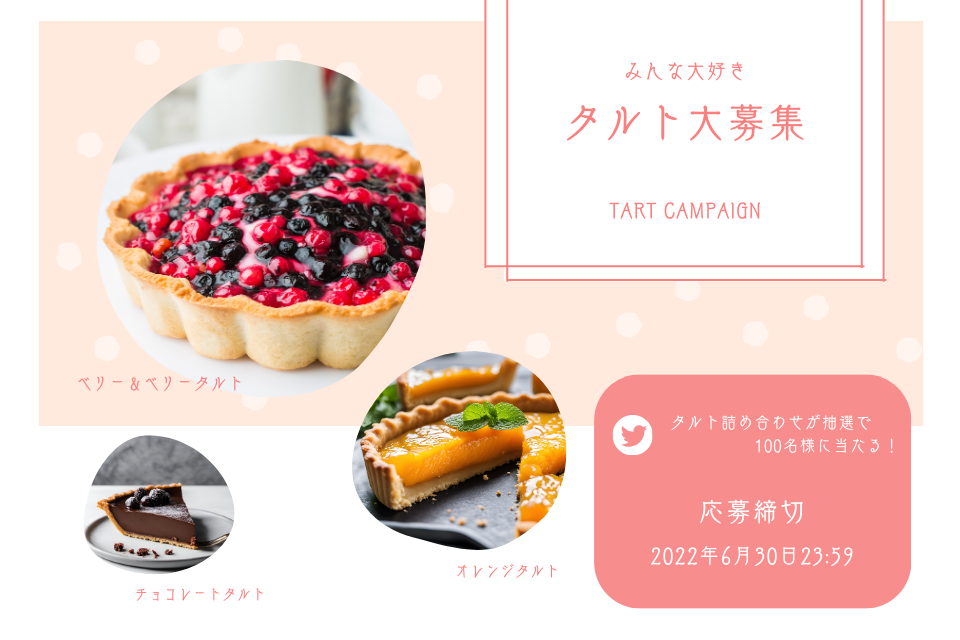 みんな大好き
タルト大募集
TART CAMPAIGN
ベリー&ベリータルト
チョコレートタルト
オレンジタルト
タルト詰め合わせが抽選で
100名様に当たる!
応募締切
2022年6月30日23:59